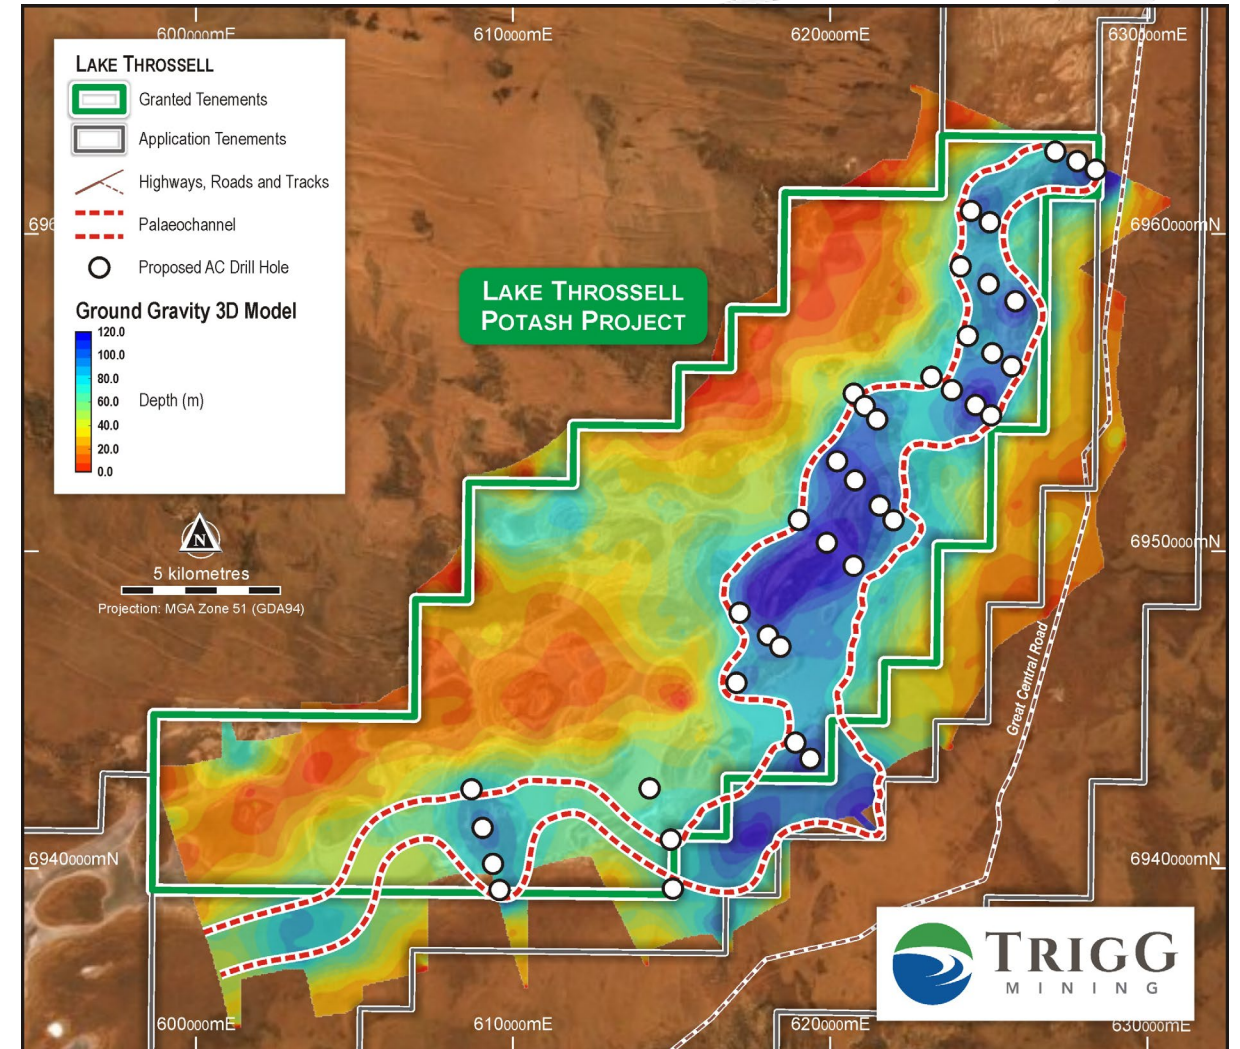 600000mE
610000mE
620000mE
630000mE
LAKE THROSSELL
Granted Tenements
Application Tenements
Highways, Roads and Tracks
Palaeochannel
Proposed AC Drill Hole
Ground Gravity 3D Model
120.0
100.0
80.0
60.0
40.0
20.0
0.0
Depth (m)
696
6960000mN
LAKE THROSSELL
POTASH PROJECT
N
5 kilometres
Projection: MGA Zone 51 (GDA94)
6950000mN
Great Central Road
6940000mN
6940000mN
TRIGG
MINING
600000mE
610000mE
620000mE
630000mE